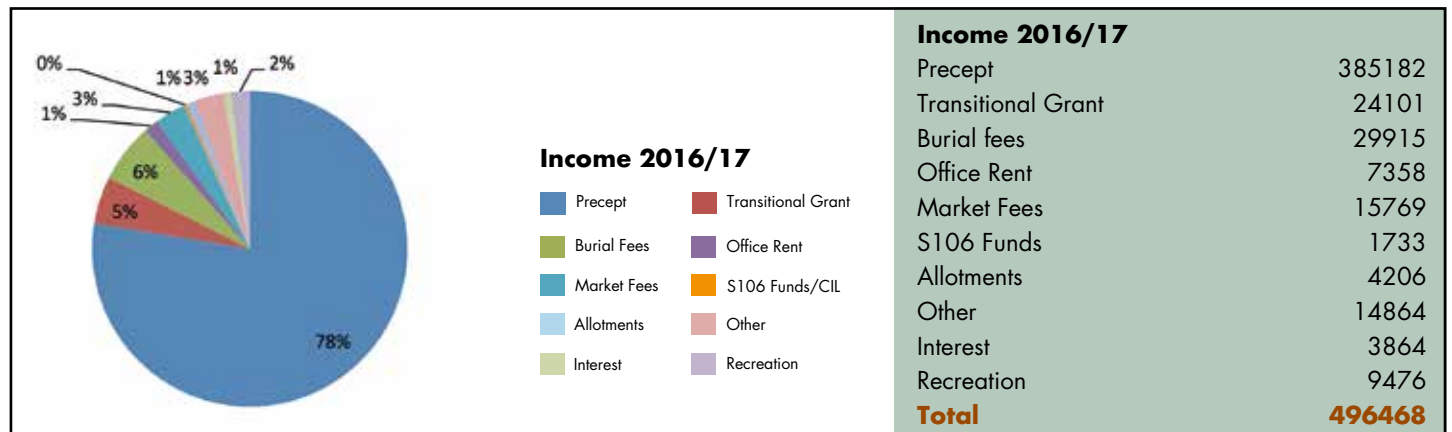 0%
1%
3%
1%
3%
1%
2%
6%
5%
78%
Income 2016/17
Precept
Transitional Grant
Burial Fees
Office Rent
Market Fees
S106 Funds/CIL
Allotments
Other
Interest
Recreation
Income 2016/17
Precept 385182
Transitional Grant 24101
Burial fees 29915
Office Rent 7358
Market Fees 15769
S106 Funds 1733
Allotments 4206
Other 14864
Interest 3864
Recreation 9476
Total 496468